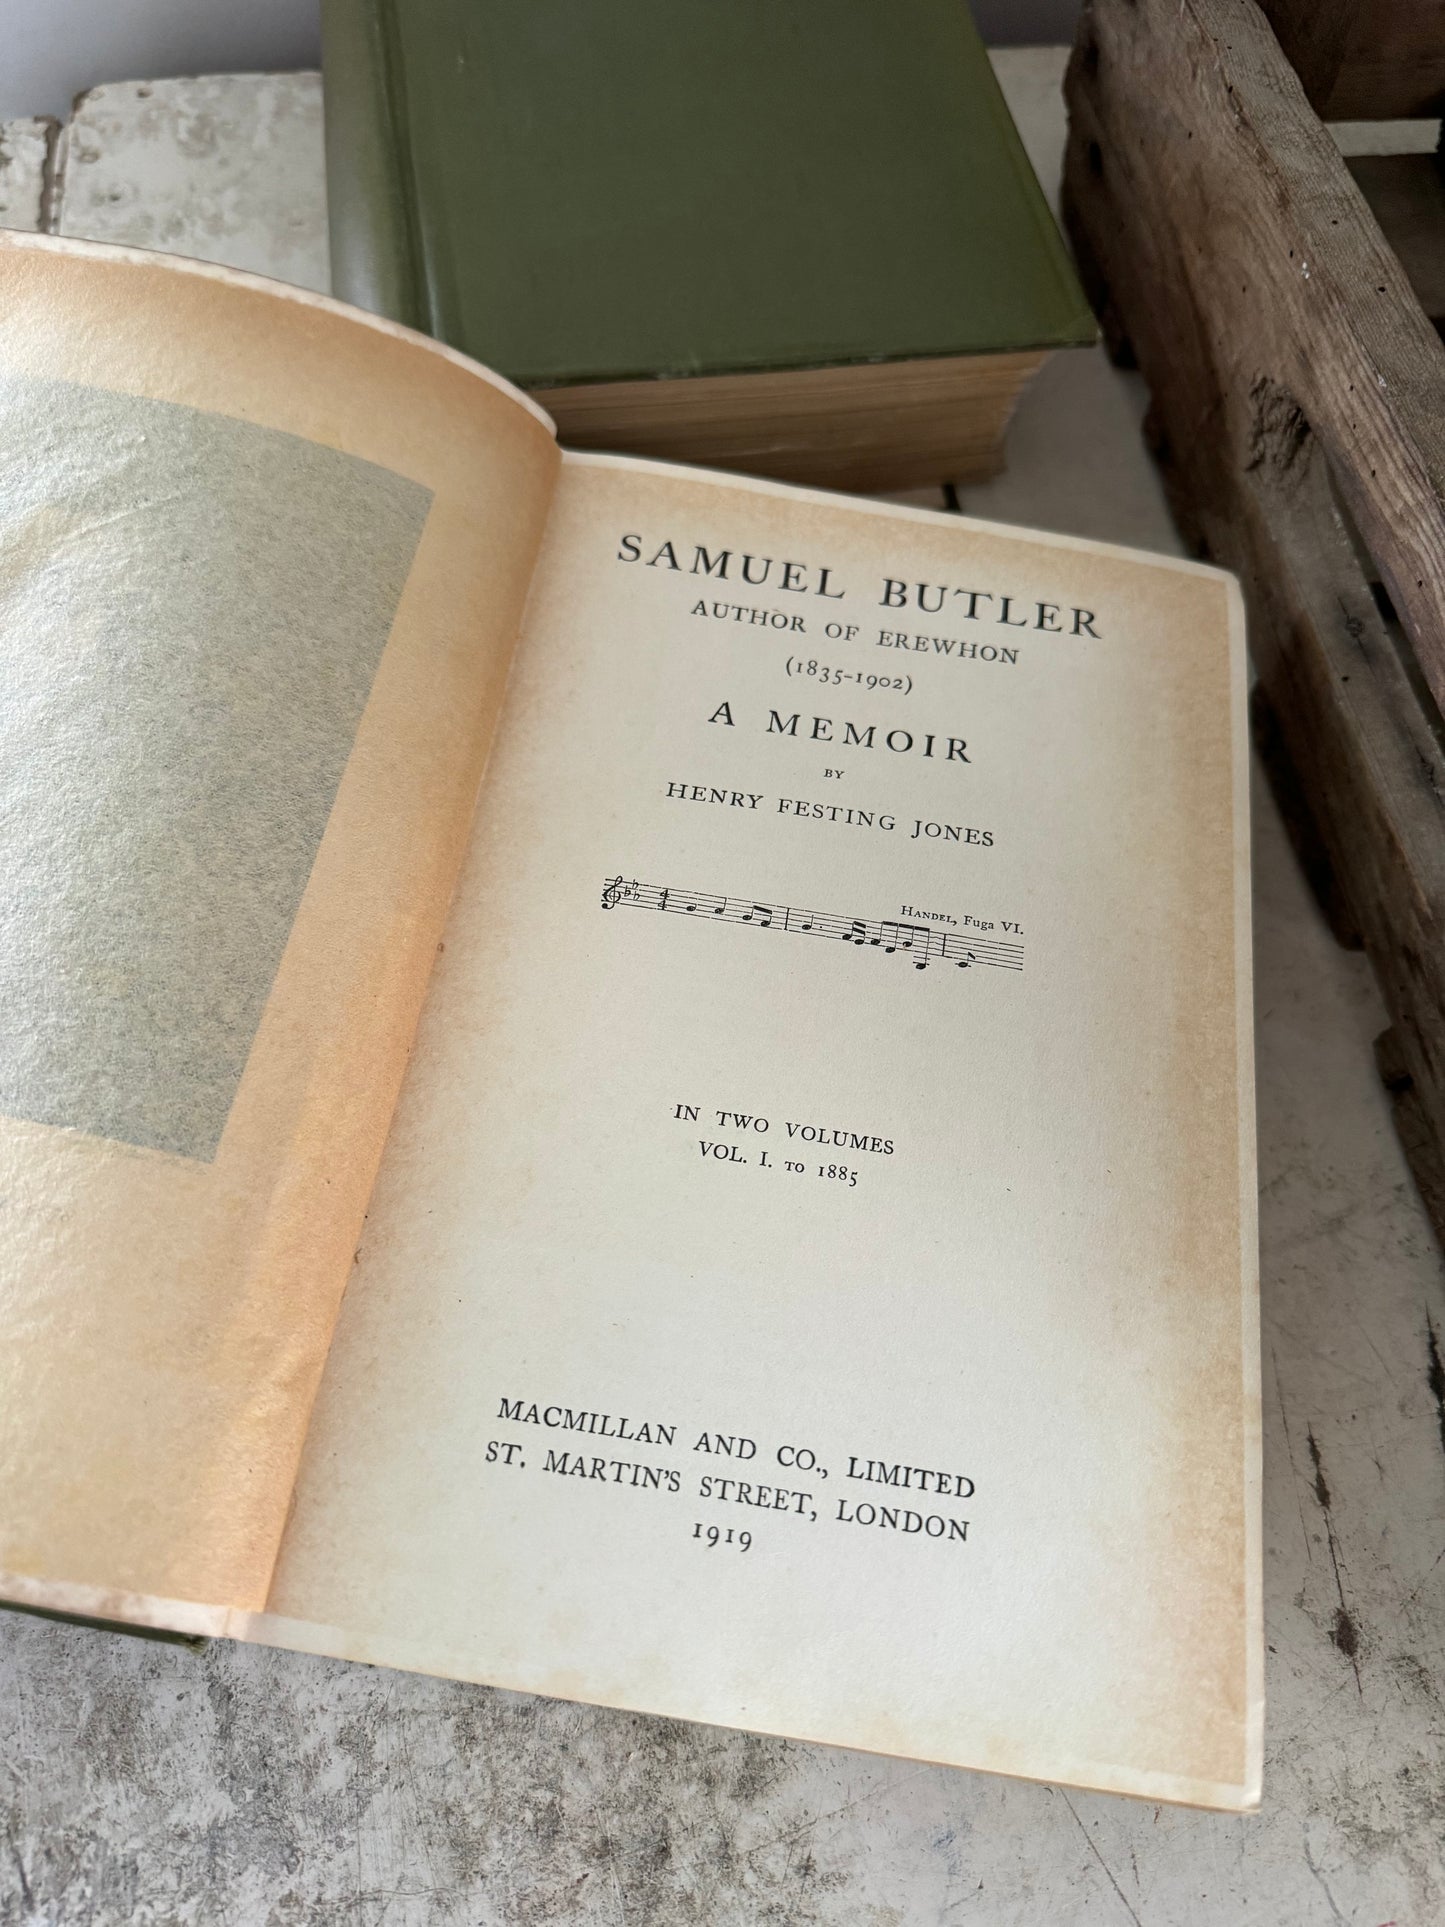 SAMUEL BUTLER
AUTHOR OF EREWHON
(1835-1902)
A MEMOIR
BY
HENRY FESTING JONES
HANDEL, Fuga VI.
IN TWO VOLUMES
VOL. I. TO 1885
MACMILLAN AND CO., LIMITED
ST. MARTIN'S STREET, LONDON
1919